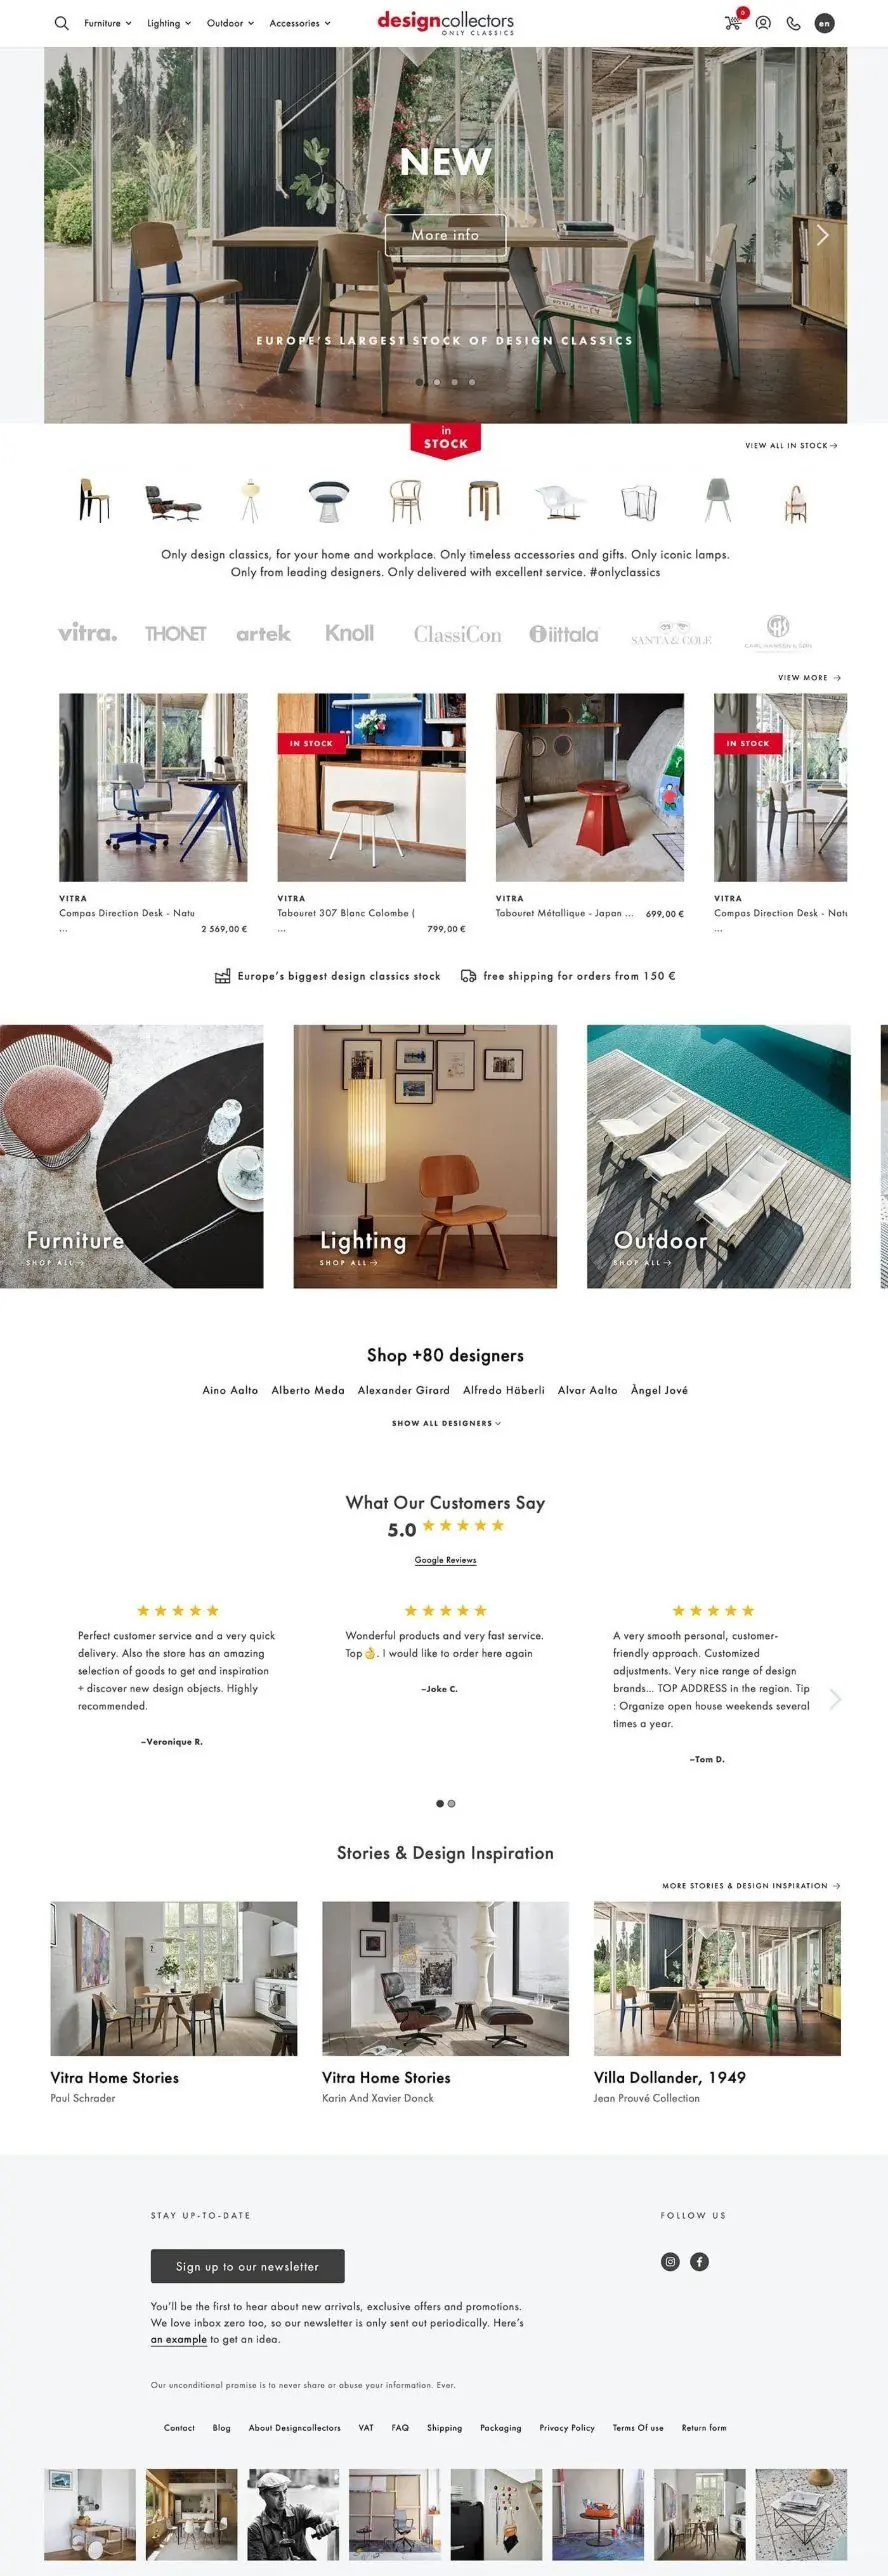 Furniture Lighting Outdoor Accessories
designcollectors
ONLY CLASSICS
0
en
NEW
More info
EUROPE'S LARGEST STOCK OF DESIGN CLASSICS
in
STOCK
VIEW ALL IN STOCK→
Only design classics, for your home and workplace. Only timeless accessories and gifts. Only iconic lamps.
Only from leading designers. Only delivered with excellent service. #onlyclassics
vitra. THONET artek Knoll ClassiCon iittala SANTA & COLE CARL HANSEN & SØN
VIEW MORE →
IN STOCK
IN STOCK
VITRA
Compas Direction Desk - Natu
...
2 569,00 €
VITRA
Tabouret 307 Blanc Colombe (
...
799,00 €
VITRA
Tabouret Métallique - Japan ... 699,00 €
VITRA
Compas Direction Desk - Natu
...
Europe's biggest design classics stock free shipping for orders from 150 €
Furniture
SHOP ALL→
Lighting
SHOP ALL→
Outdoor
SHOP ALL→
Shop +80 designers
Aino Aalto Alberto Meda Alexander Girard Alfredo Häberli Alvar Aalto Àngel Jové
SHOW ALL DESIGNERS
What Our Customers Say
5.0 ★★★★★
Google Reviews
★★★★★
Perfect customer service and a very quick
delivery. Also the store has an amazing
selection of goods to get and inspiration
+ discover new design objects. Highly
recommended.
–Veronique R.
★★★★★
Wonderful products and very fast service.
Top👌. I would like to order here again
–Joke C.
★★★★★
A very smooth personal, customer-
friendly approach. Customized
adjustments. Very nice range of design
brands... TOP ADDRESS in the region. Tip
: Organize open house weekends several
times a year.
–Tom D.
Stories & Design Inspiration
MORE STORIES & DESIGN INSPIRATION →
Vitra Home Stories
Paul Schrader
Vitra Home Stories
Karin And Xavier Donck
Villa Dollander, 1949
Jean Prouvé Collection
STAY UP-TO-DATE
Sign up to our newsletter
You'll be the first to hear about new arrivals, exclusive offers and promotions.
We love inbox zero too, so our newsletter is only sent out periodically. Here's
an example to get an idea.
Our unconditional promise is to never share or abuse your information. Ever.
FOLLOW US
Contact Blog About Designcollectors VAT FAQ Shipping Packaging Privacy Policy Terms Of use Return form